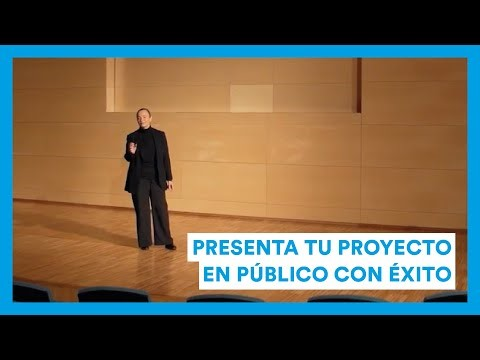 PRESENTA TU PROYECTO
EN PÚBLICO CON ÉXITO